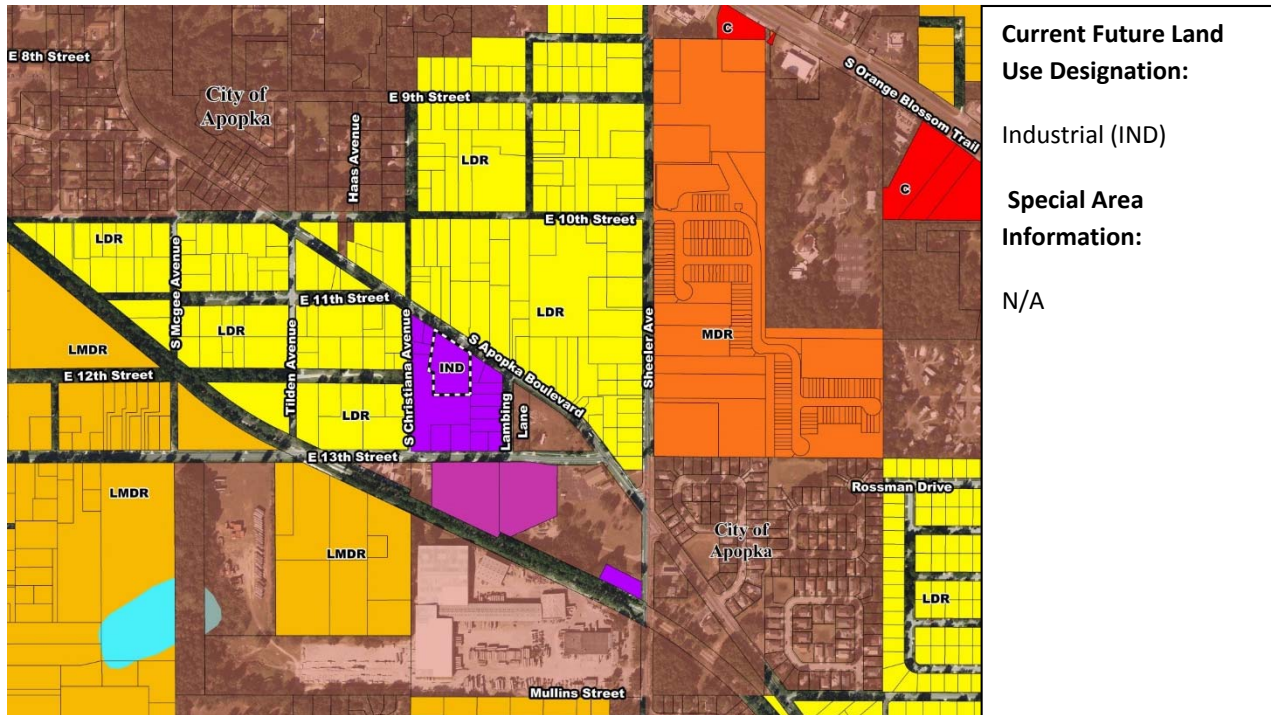 E 8th Street
City of
Apopka
E 9th Street
Haas Avenue
LDR
C
S Orange Blossom Trail
C
E 10th Street
LDR
S Mcgee Avenue
E 11th Street
LDR
LDR
LMDR
Tilden Avenue
S Christiana Avenue
IND
S Apopka Boulevard
Sheeler Ave
MDR
E 12th Street
LDR
Lambing
Lane
E 13th Street
LMDR
LMDR
City of
Apopka
Rossman Drive
LDR
Mullins Street
Current Future Land
Use Designation:
Industrial (IND)
Special Area
Information:
N/A